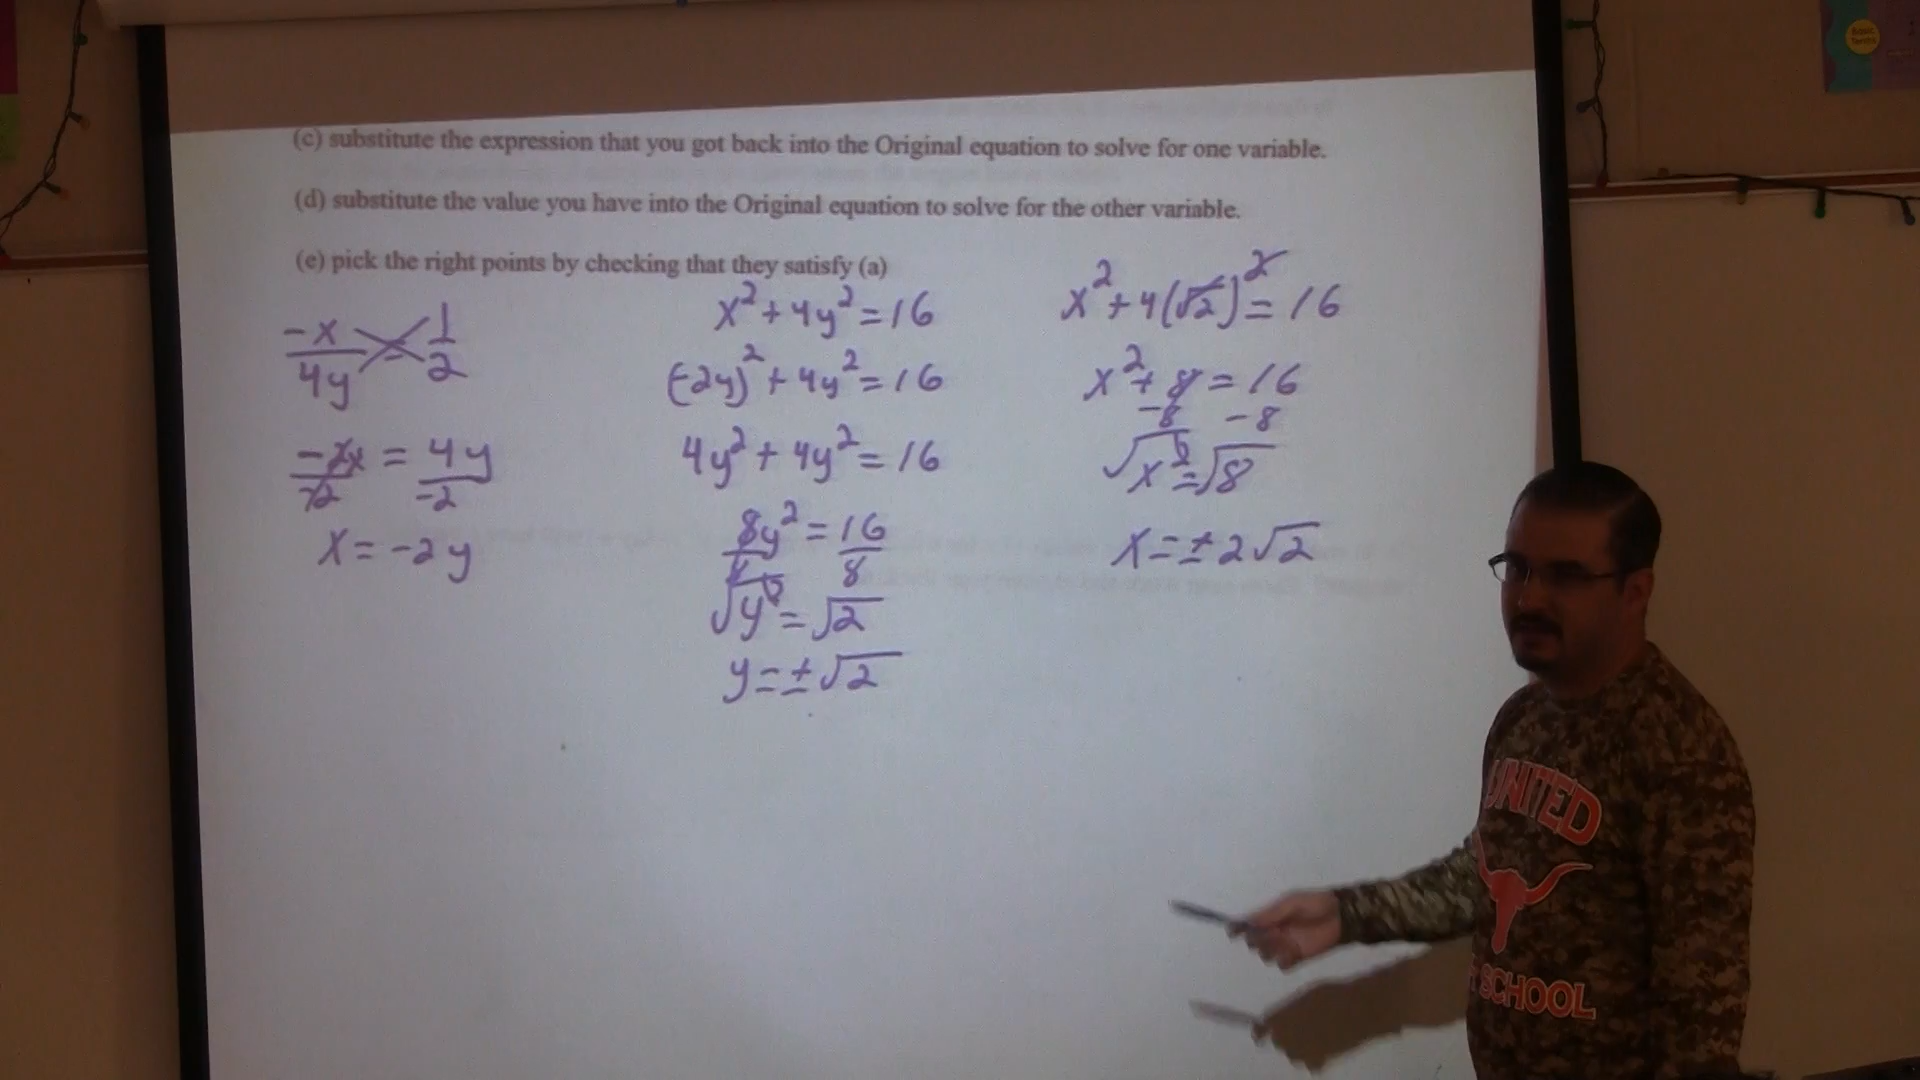 (c) substitute the expression that you got back into the Original equation to solve for one variable.
(d) substitute the value you have into the Original equation to solve for the other variable.
(e) pick the right points by checking that they satisfy (a)
-x/4y = 1/2
-2x/-2 = 4y/-2
x = -2y
x² + 4y² = 16
(-2y)² + 4y² = 16
4y² + 4y² = 16
8y²/8 = 16/8
√y² = √2
y = ±√2
x² + 4(√2)² = 16
x² + 8 = 16
-8 -8
√x² = √8
x = ±2√2
UNITED
SCHOOL
Basic